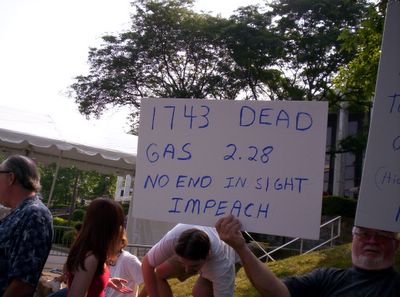 1743 DEAD
GAS 2.28
NO END IN SIGHT
IMPEACH